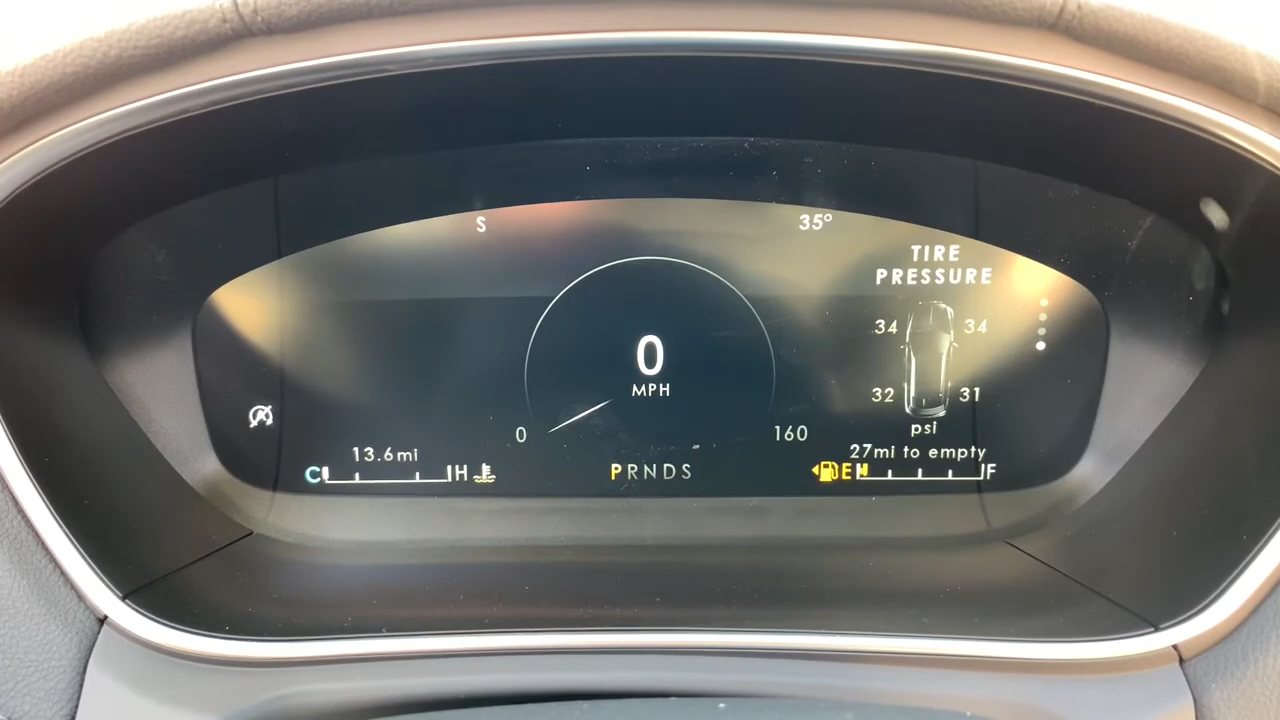 S
35°
TIRE
PRESSURE
34 34
0
MPH
32 31
0
160
psi
13.6mi
27mi to empty
C H
PRNDS
E F